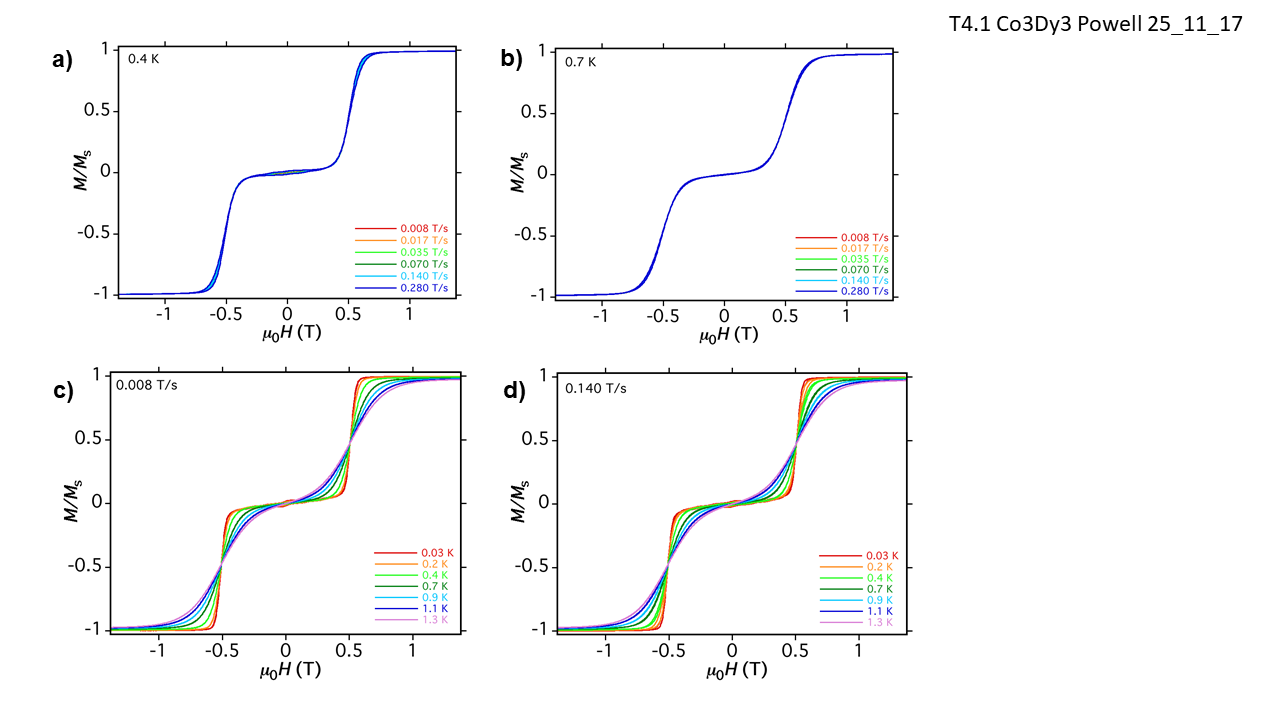 T4.1 Co3Dy3 Powell 25_11_17
a)
0.4 K
1
0.5
0
-0.5
-1
M/Ms
-1 -0.5 0 0.5 1
μ0H (T)
0.008 T/s
0.017 T/s
0.035 T/s
0.070 T/s
0.140 T/s
0.280 T/s
b)
0.7 K
1
0.5
0
-0.5
-1
M/Ms
-1 -0.5 0 0.5 1
μ0H (T)
0.008 T/s
0.017 T/s
0.035 T/s
0.070 T/s
0.140 T/s
0.280 T/s
c)
0.008 T/s
1
0.5
0
-0.5
-1
M/Ms
-1 -0.5 0 0.5 1
μ0H (T)
0.03 K
0.2 K
0.4 K
0.7 K
0.9 K
1.1 K
1.3 K
d)
0.140 T/s
1
0.5
0
-0.5
-1
M/Ms
-1 -0.5 0 0.5 1
μ0H (T)
0.03 K
0.2 K
0.4 K
0.7 K
0.9 K
1.1 K
1.3 K